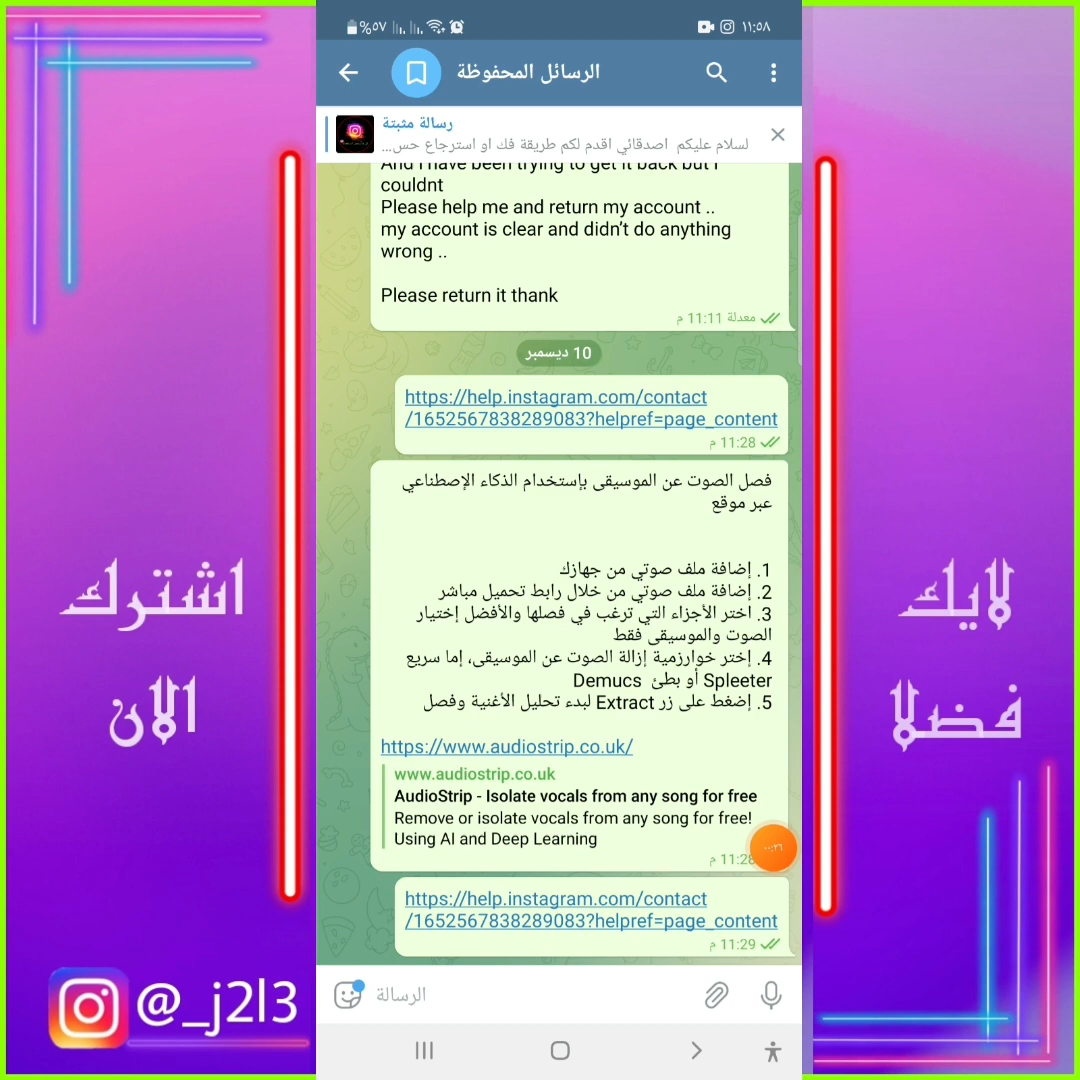 %٥٧
١١:٥٨
الرسائل المحفوظة
رسالة مثبتة
لسلام عليكم اصدقائي اقدم لكم طريقة فك او استرجاع حس...
And I have been trying to get it back but I
couldnt
Please help me and return my account ..
my account is clear and didn't do anything
wrong ..
Please return it thank
معدلة 11:11 م
10 ديسمبر
https://help.instagram.com/contact
/1652567838289083?helpref=page_content
11:28 م
فصل الصوت عن الموسيقى بإستخدام الذكاء الإصطناعي
عبر موقع
1. إضافة ملف صوتي من جهازك
2. إضافة ملف صوتي من خلال رابط تحميل مباشر
3. اختر الأجزاء التي ترغب في فصلها والأفضل إختيار
الصوت والموسيقى فقط
4. إختر خوارزمية إزالة الصوت عن الموسيقى، إما سريع
Spleeter أو بطئ Demucs
5. إضغط على زر Extract لبدء تحليل الأغنية وفصل
https://www.audiostrip.co.uk/
www.audiostrip.co.uk
AudioStrip - Isolate vocals from any song for free
Remove or isolate vocals from any song for free!
Using AI and Deep Learning
٠٠:٢٦
11:28 م
https://help.instagram.com/contact
/1652567838289083?helpref=page_content
11:29 م
الرسالة
اشترك
الان
لايك
فضلا
@_j2l3